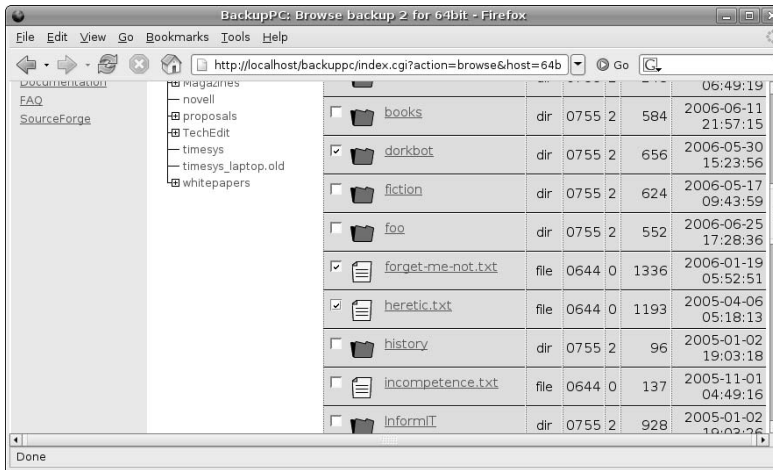 BackupPC: Browse backup 2 for 64bit - Firefox
File Edit View Go Bookmarks Tools Help
http://localhost/backuppc/index.cgi?action=browse&host=64b Go G
Documentation
FAQ
SourceForge
Magazines
novell
proposals
TechEdit
timesys
timesys_laptop.old
whitepapers
06:49:19
books dir 0755 2 584 2006-06-11 21:57:15
dorkbot dir 0755 2 656 2006-05-30 15:23:56
fiction dir 0755 2 624 2006-05-17 09:43:59
foo dir 0755 2 552 2006-06-25 17:28:36
forget-me-not.txt file 0644 0 1336 2006-01-19 05:52:51
heretic.txt file 0644 0 1193 2005-04-06 05:18:13
history dir 0755 2 96 2005-01-02 19:03:18
incompetence.txt file 0644 0 137 2005-11-01 04:49:16
InformIT dir 0755 2 928 2005-01-02 19:03:26
Done